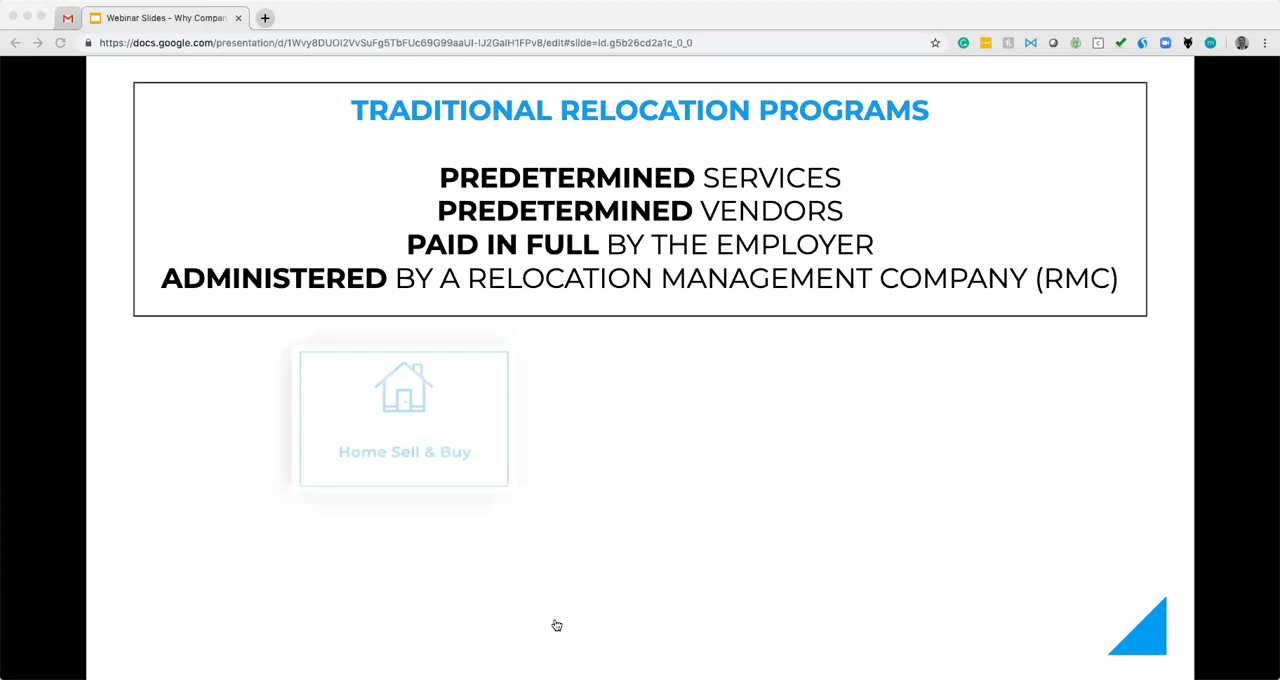 Webinar Slides - Why Compan
https://docs.google.com/presentation/d/1Wvy8DUOI2VvSuFg5TbFUc69G99aaUI-IJ2GaIH1FPv8/edit#slide=id.g5b26cd2a1c_0_0
TRADITIONAL RELOCATION PROGRAMS
PREDETERMINED SERVICES
PREDETERMINED VENDORS
PAID IN FULL BY THE EMPLOYER
ADMINISTERED BY A RELOCATION MANAGEMENT COMPANY (RMC)
Home Sell & Buy